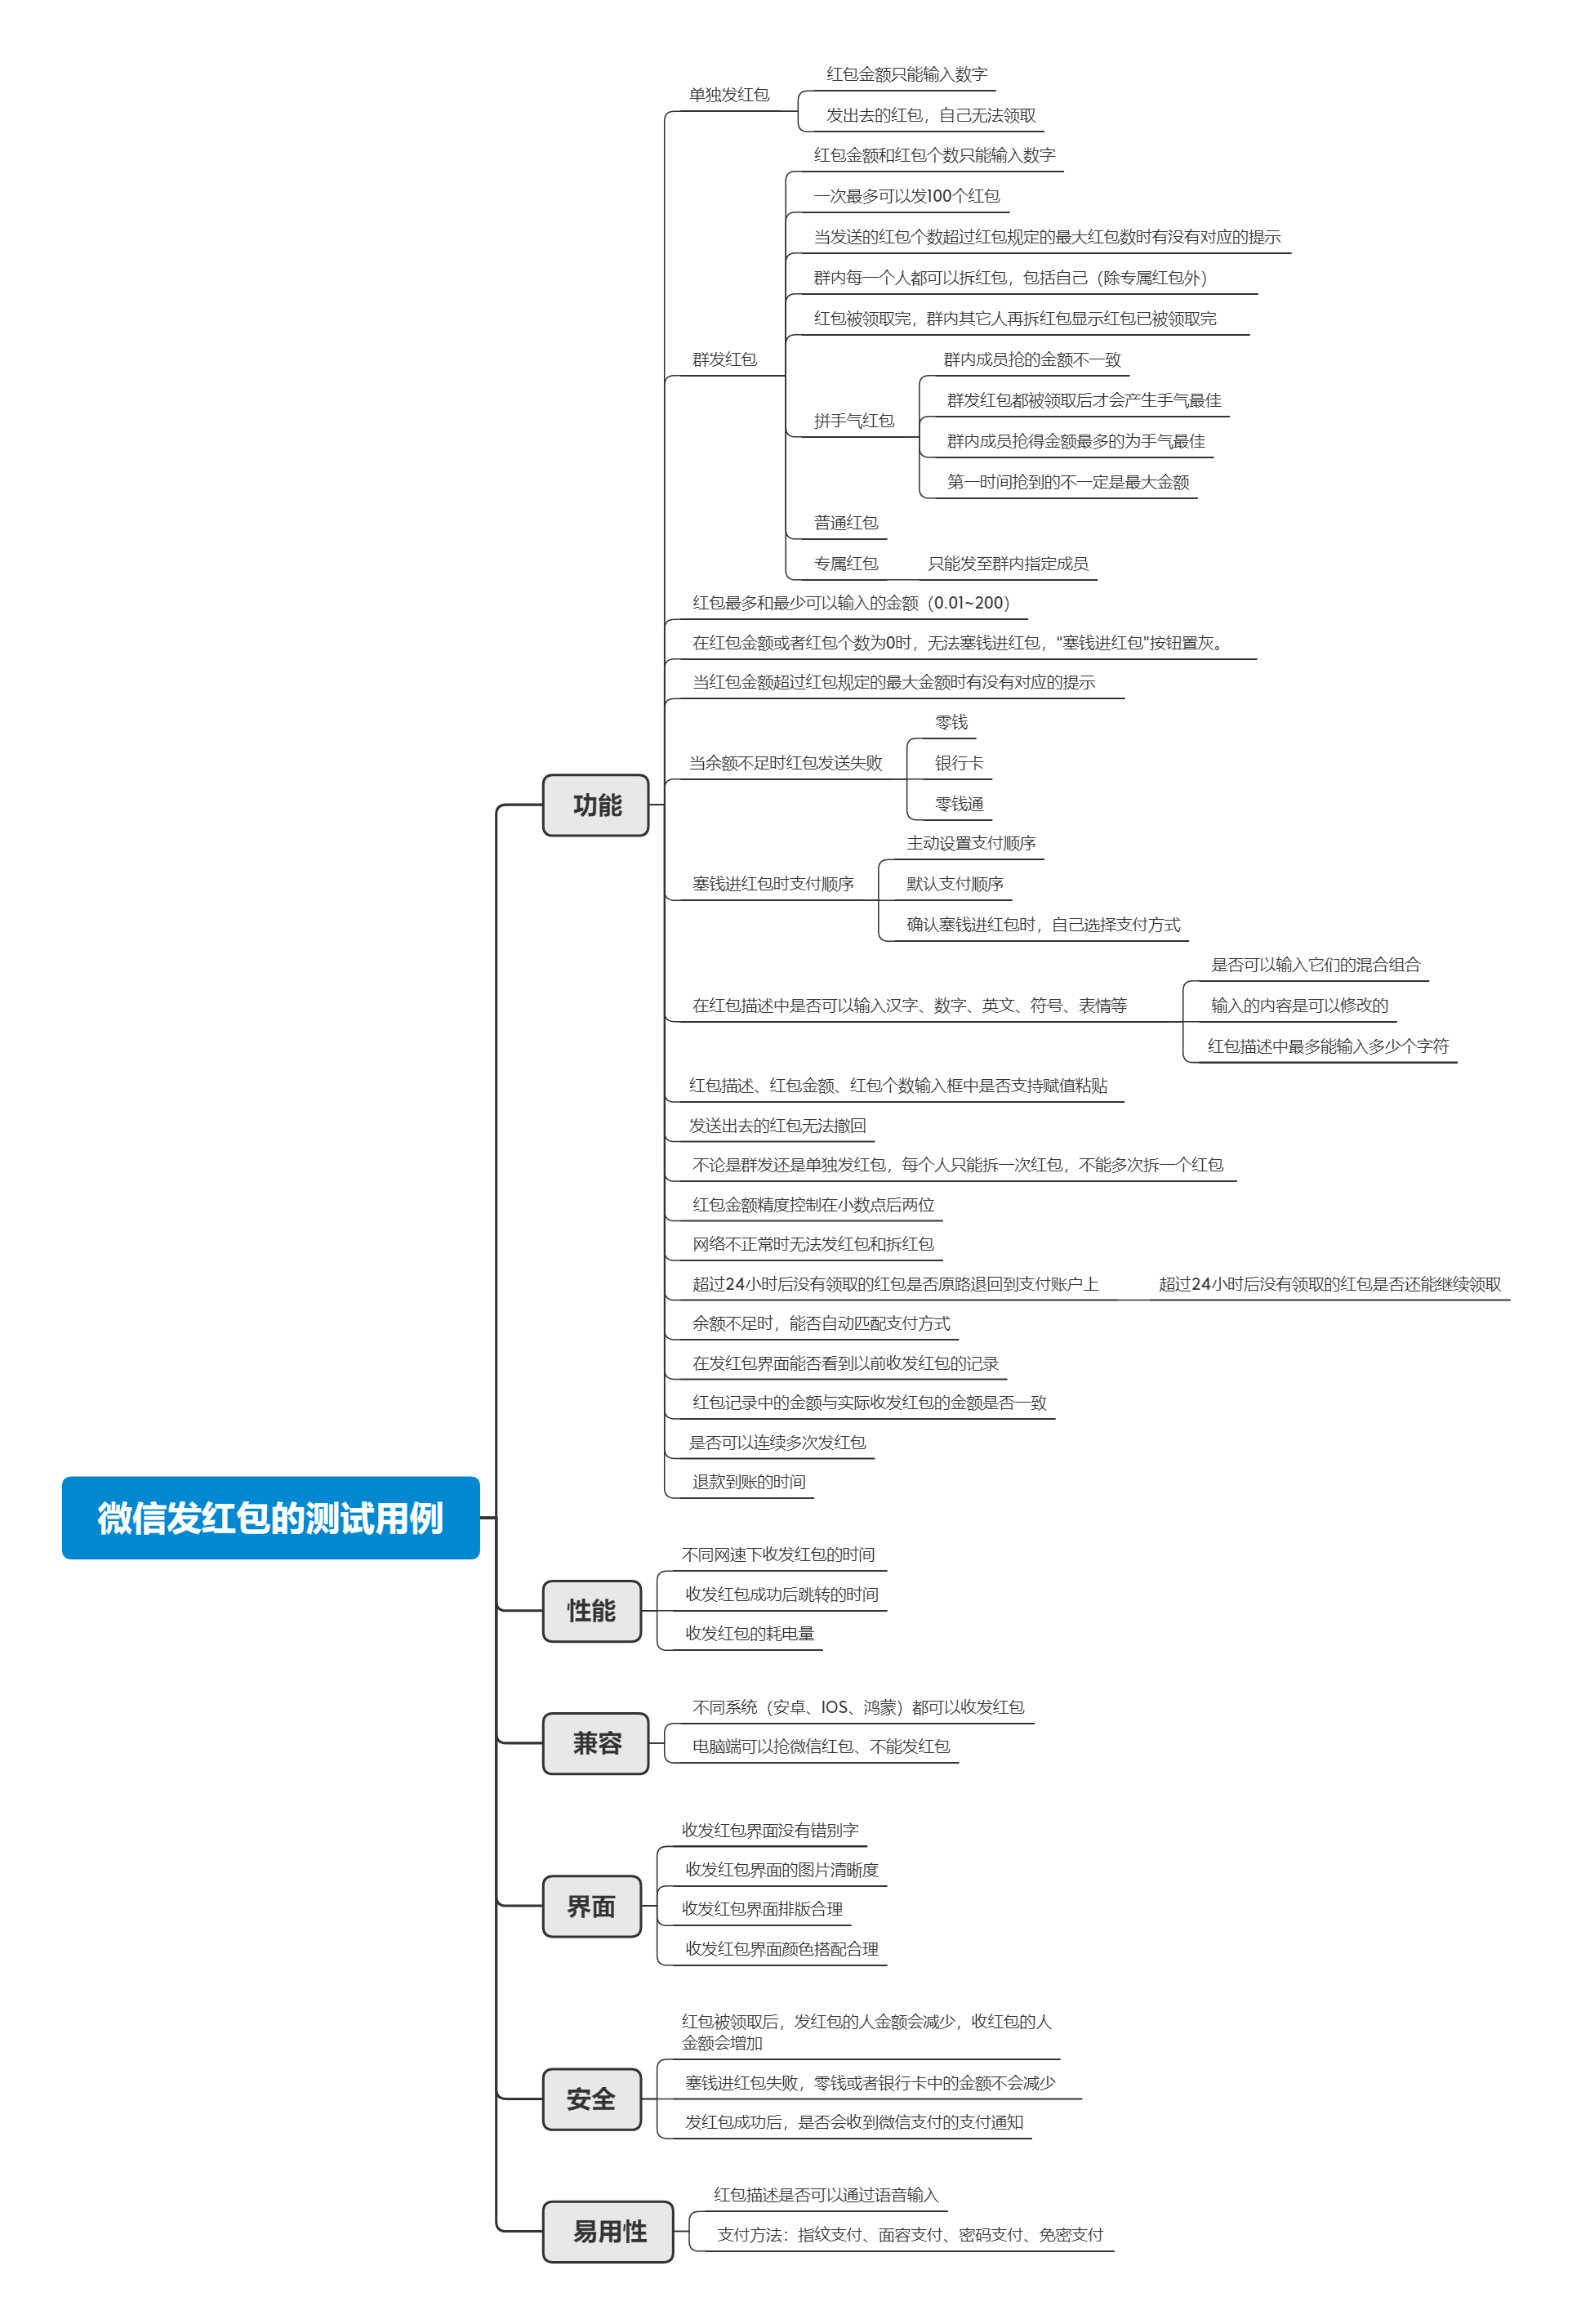 微信发红包的测试用例
功能
单独发红包
红包金额只能输入数字
发出去的红包，自己无法领取
群发红包
红包金额和红包个数只能输入数字
一次最多可以发100个红包
当发送的红包个数超过红包规定的最大红包数时有没有对应的提示
群内每一个人都可以拆红包，包括自己（除专属红包外）
红包被领取完，群内其它人再拆红包显示红包已被领取完
拼手气红包
群内成员抢的金额不一致
群发红包都被领取后才会产生手气最佳
群内成员抢得金额最多的为手气最佳
第一时间抢到的不一定是最大金额
普通红包
专属红包
只能发至群内指定成员
红包最多和最少可以输入的金额（0.01~200）
在红包金额或者红包个数为0时，无法塞钱进红包，"塞钱进红包"按钮置灰。
当红包金额超过红包规定的最大金额时有没有对应的提示
当余额不足时红包发送失败
零钱
银行卡
零钱通
塞钱进红包时支付顺序
主动设置支付顺序
默认支付顺序
确认塞钱进红包时，自己选择支付方式
在红包描述中是否可以输入汉字、数字、英文、符号、表情等
是否可以输入它们的混合组合
输入的内容是可以修改的
红包描述中最多能输入多少个字符
红包描述、红包金额、红包个数输入框中是否支持赋值粘贴
发送出去的红包无法撤回
不论是群发还是单独发红包，每个人只能拆一次红包，不能多次拆一个红包
红包金额精度控制在小数点后两位
网络不正常时无法发红包和拆红包
超过24小时后没有领取的红包是否原路退回到支付账户上
超过24小时后没有领取的红包是否还能继续领取
余额不足时，能否自动匹配支付方式
在发红包界面能否看到以前收发红包的记录
红包记录中的金额与实际收发红包的金额是否一致
是否可以连续多次发红包
退款到账的时间
性能
不同网速下收发红包的时间
收发红包成功后跳转的时间
收发红包的耗电量
兼容
不同系统（安卓、IOS、鸿蒙）都可以收发红包
电脑端可以抢微信红包、不能发红包
界面
收发红包界面没有错别字
收发红包界面的图片清晰度
收发红包界面排版合理
收发红包界面颜色搭配合理
安全
红包被领取后，发红包的人金额会减少，收红包的人
金额会增加
塞钱进红包失败，零钱或者银行卡中的金额不会减少
发红包成功后，是否会收到微信支付的支付通知
易用性
红包描述是否可以通过语音输入
支付方法：指纹支付、面容支付、密码支付、免密支付